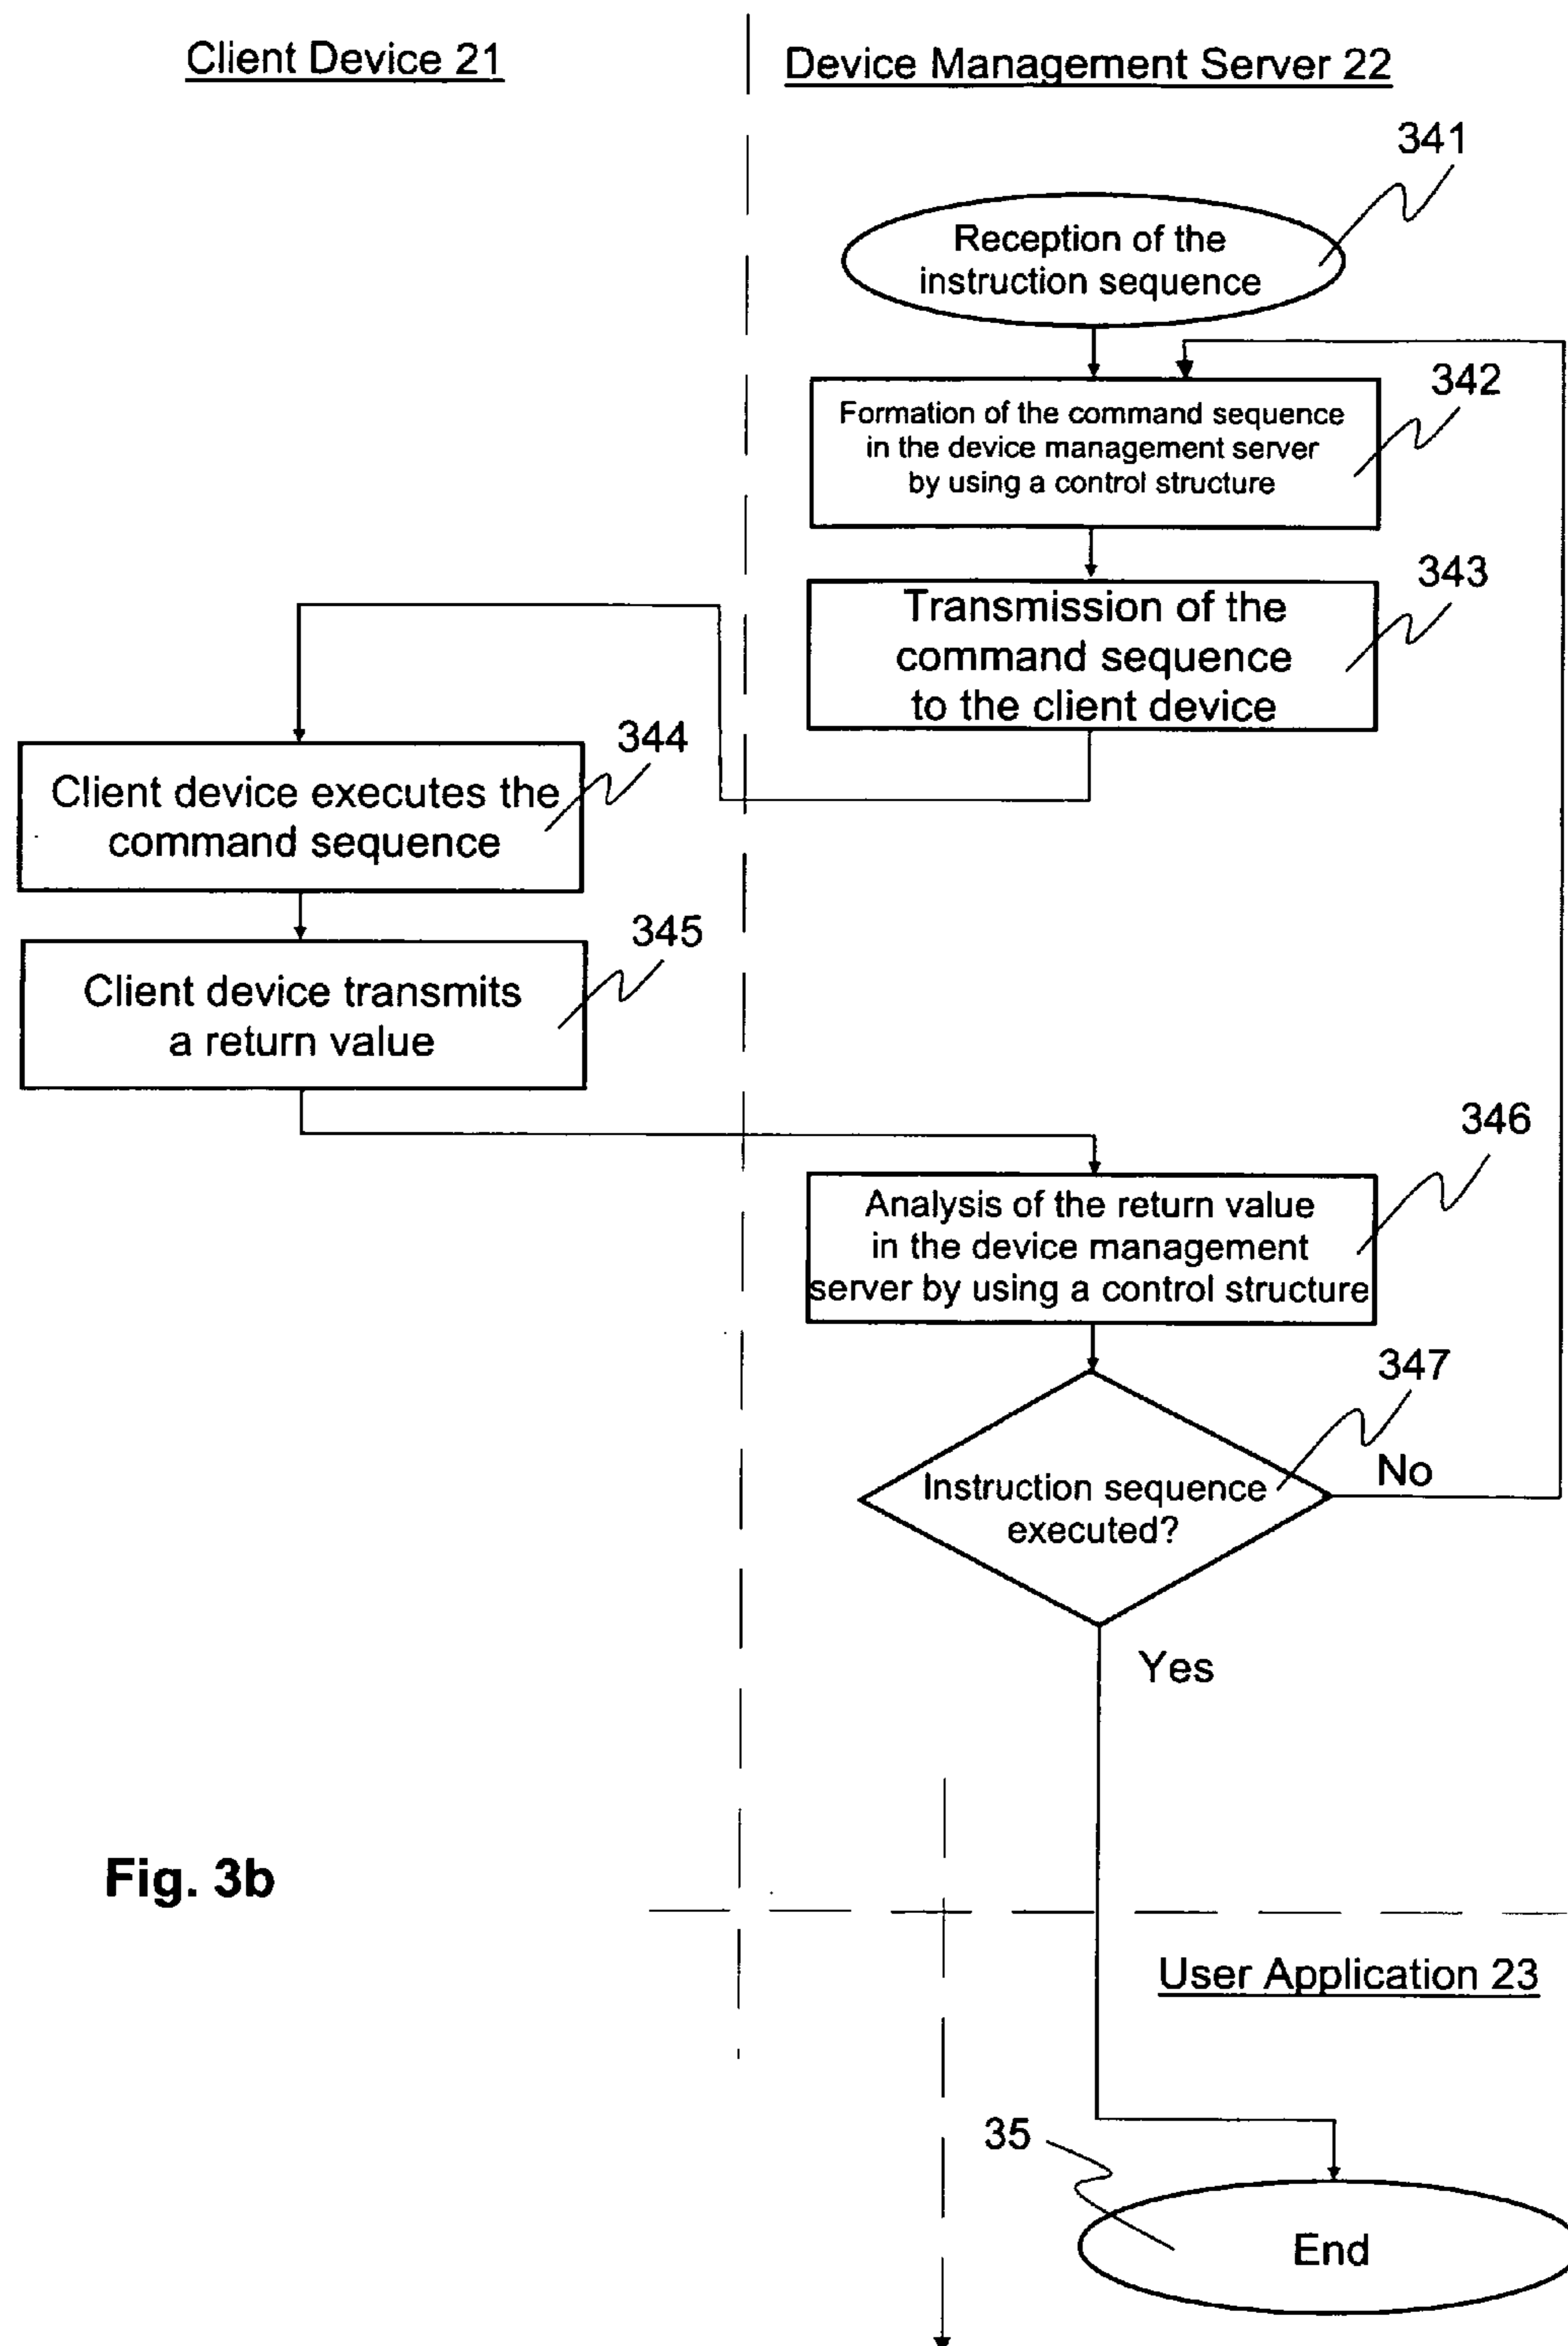 Client Device 21
Device Management Server 22
341
Reception of the
instruction sequence
342
Formation of the command sequence
in the device management server
by using a control structure
343
Transmission of the
command sequence
to the client device
344
Client device executes the
command sequence
345
Client device transmits
a return value
346
Analysis of the return value
in the device management
server by using a control structure
347
Instruction sequence
executed?
No
Yes
Fig. 3b
User Application 23
35
End